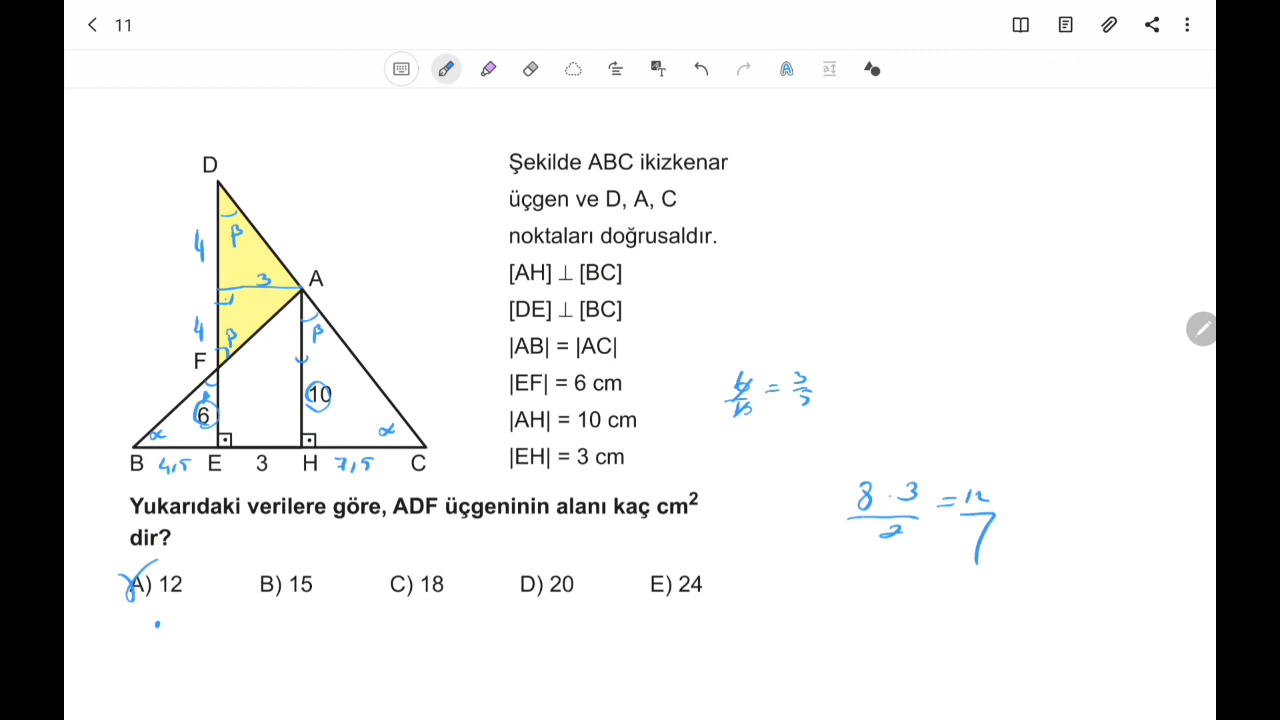 11
D
β
4
3
A
4
β
β
F
6
10
α
α
B 4,5 E 3 H 7,5 C
Şekilde ABC ikizkenar
üçgen ve D, A, C
noktaları doğrusaldır.
[AH] ⊥ [BC]
[DE] ⊥ [BC]
|AB| = |AC|
|EF| = 6 cm
|AH| = 10 cm
|EH| = 3 cm
= 3/5
8 · 3 / 2 = 12
Yukarıdaki verilere göre, ADF üçgeninin alanı kaç cm²
dir?
A) 12 B) 15 C) 18 D) 20 E) 24